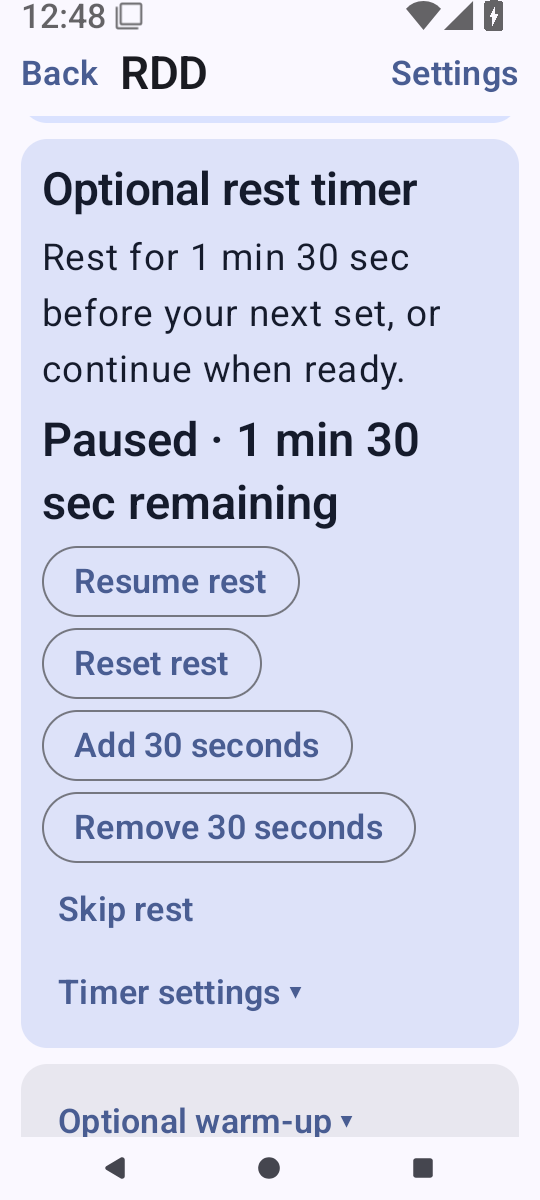 12:48
Back RDD Settings
Optional rest timer
Rest for 1 min 30 sec
before your next set, or
continue when ready.
Paused · 1 min 30
sec remaining
Resume rest
Reset rest
Add 30 seconds
Remove 30 seconds
Skip rest
Timer settings ▾
Optional warm-up ▾